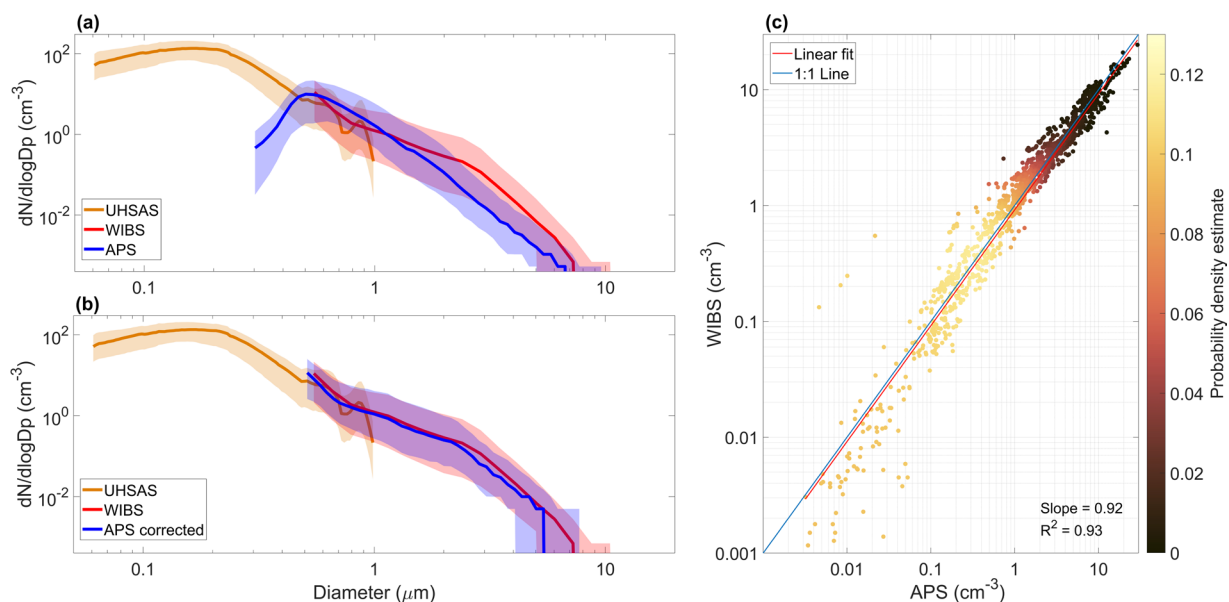 (a)
dN/dlogDp (cm⁻³)
10²
10⁰
10⁻²
UHSAS
WIBS
APS
0.1
1
10
(b)
dN/dlogDp (cm⁻³)
10²
10⁰
10⁻²
UHSAS
WIBS
APS corrected
0.1
1
10
Diameter (μm)
(c)
Linear fit
1:1 Line
WIBS (cm⁻³)
10
1
0.1
0.01
0.001
Slope = 0.92
R² = 0.93
0.01
0.1
1
10
APS (cm⁻³)
0.12
0.1
0.08
0.06
0.04
0.02
0
Probability density estimate